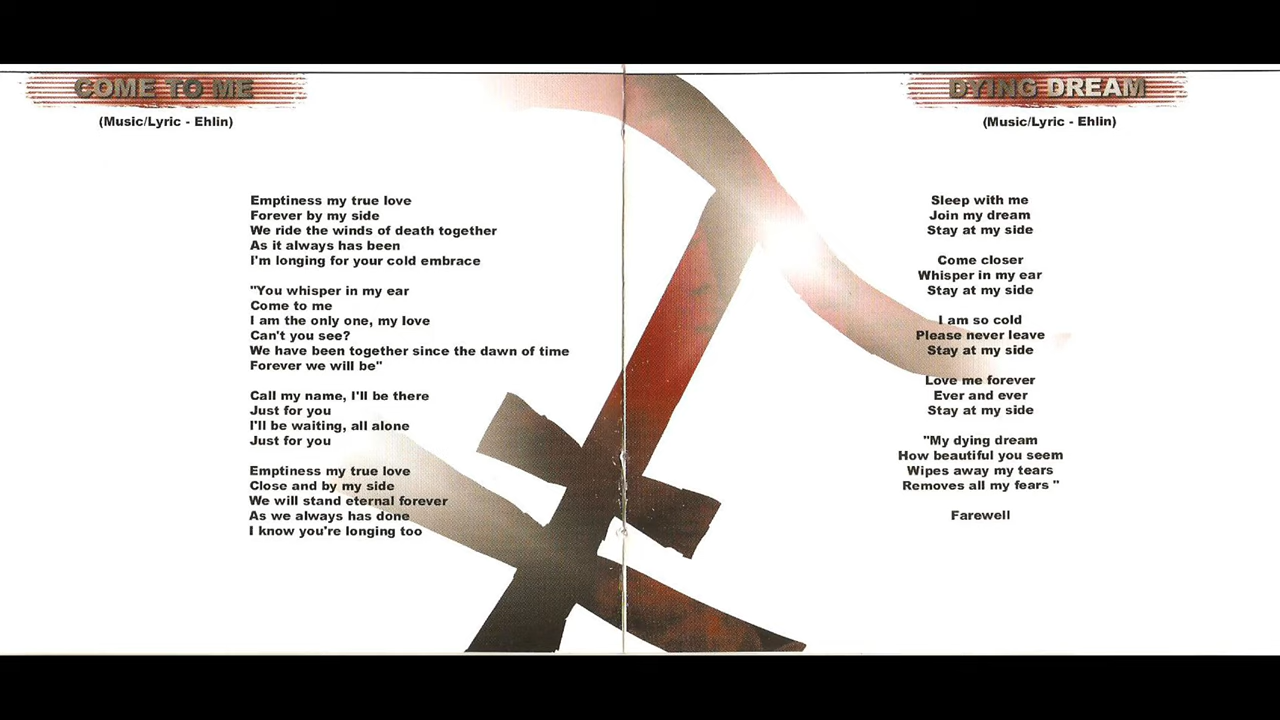 COME TO ME
(Music/Lyric - Ehlin)
Emptiness my true love
Forever by my side
We ride the winds of death together
As it always has been
I'm longing for your cold embrace
"You whisper in my ear
Come to me
I am the only one, my love
Can't you see?
We have been together since the dawn of time
Forever we will be"
Call my name, I'll be there
Just for you
I'll be waiting, all alone
Just for you
Emptiness my true love
Close and by my side
We will stand eternal forever
As we always has done
I know you're longing too
DYING DREAM
(Music/Lyric - Ehlin)
Sleep with me
Join my dream
Stay at my side
Come closer
Whisper in my ear
Stay at my side
I am so cold
Please never leave
Stay at my side
Love me forever
Ever and ever
Stay at my side
"My dying dream
How beautiful you seem
Wipes away my tears
Removes all my fears "
Farewell